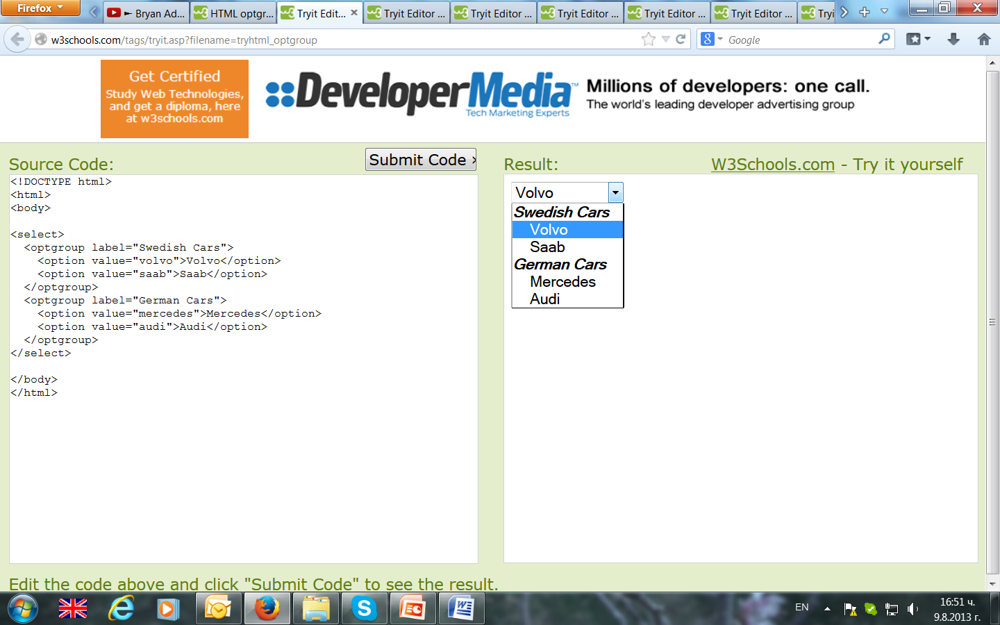 Firefox
► Bryan Ad...
HTML optgr...
Tryit Edit...
Tryit Editor ...
Tryit Editor ...
Tryit Editor ...
Tryit Editor ...
Tryit Editor ...
Tryi
w3schools.com/tags/tryit.asp?filename=tryhtml_optgroup
Google
Get Certified
Study Web Technologies,
and get a diploma, here
at w3schools.com
DeveloperMedia™
Tech Marketing Experts
Millions of developers: one call.
The world's leading developer advertising group
Source Code:
Submit Code »
<!DOCTYPE html>
<html>
<body>

<select>
  <optgroup label="Swedish Cars">
    <option value="volvo">Volvo</option>
    <option value="saab">Saab</option>
  </optgroup>
  <optgroup label="German Cars">
    <option value="mercedes">Mercedes</option>
    <option value="audi">Audi</option>
  </optgroup>
</select>

</body>
</html>
Result:
W3Schools.com - Try it yourself
Volvo
Swedish Cars
Volvo
Saab
German Cars
Mercedes
Audi
Edit the code above and click "Submit Code" to see the result.
EN
16:51 ч.
9.8.2013 г.